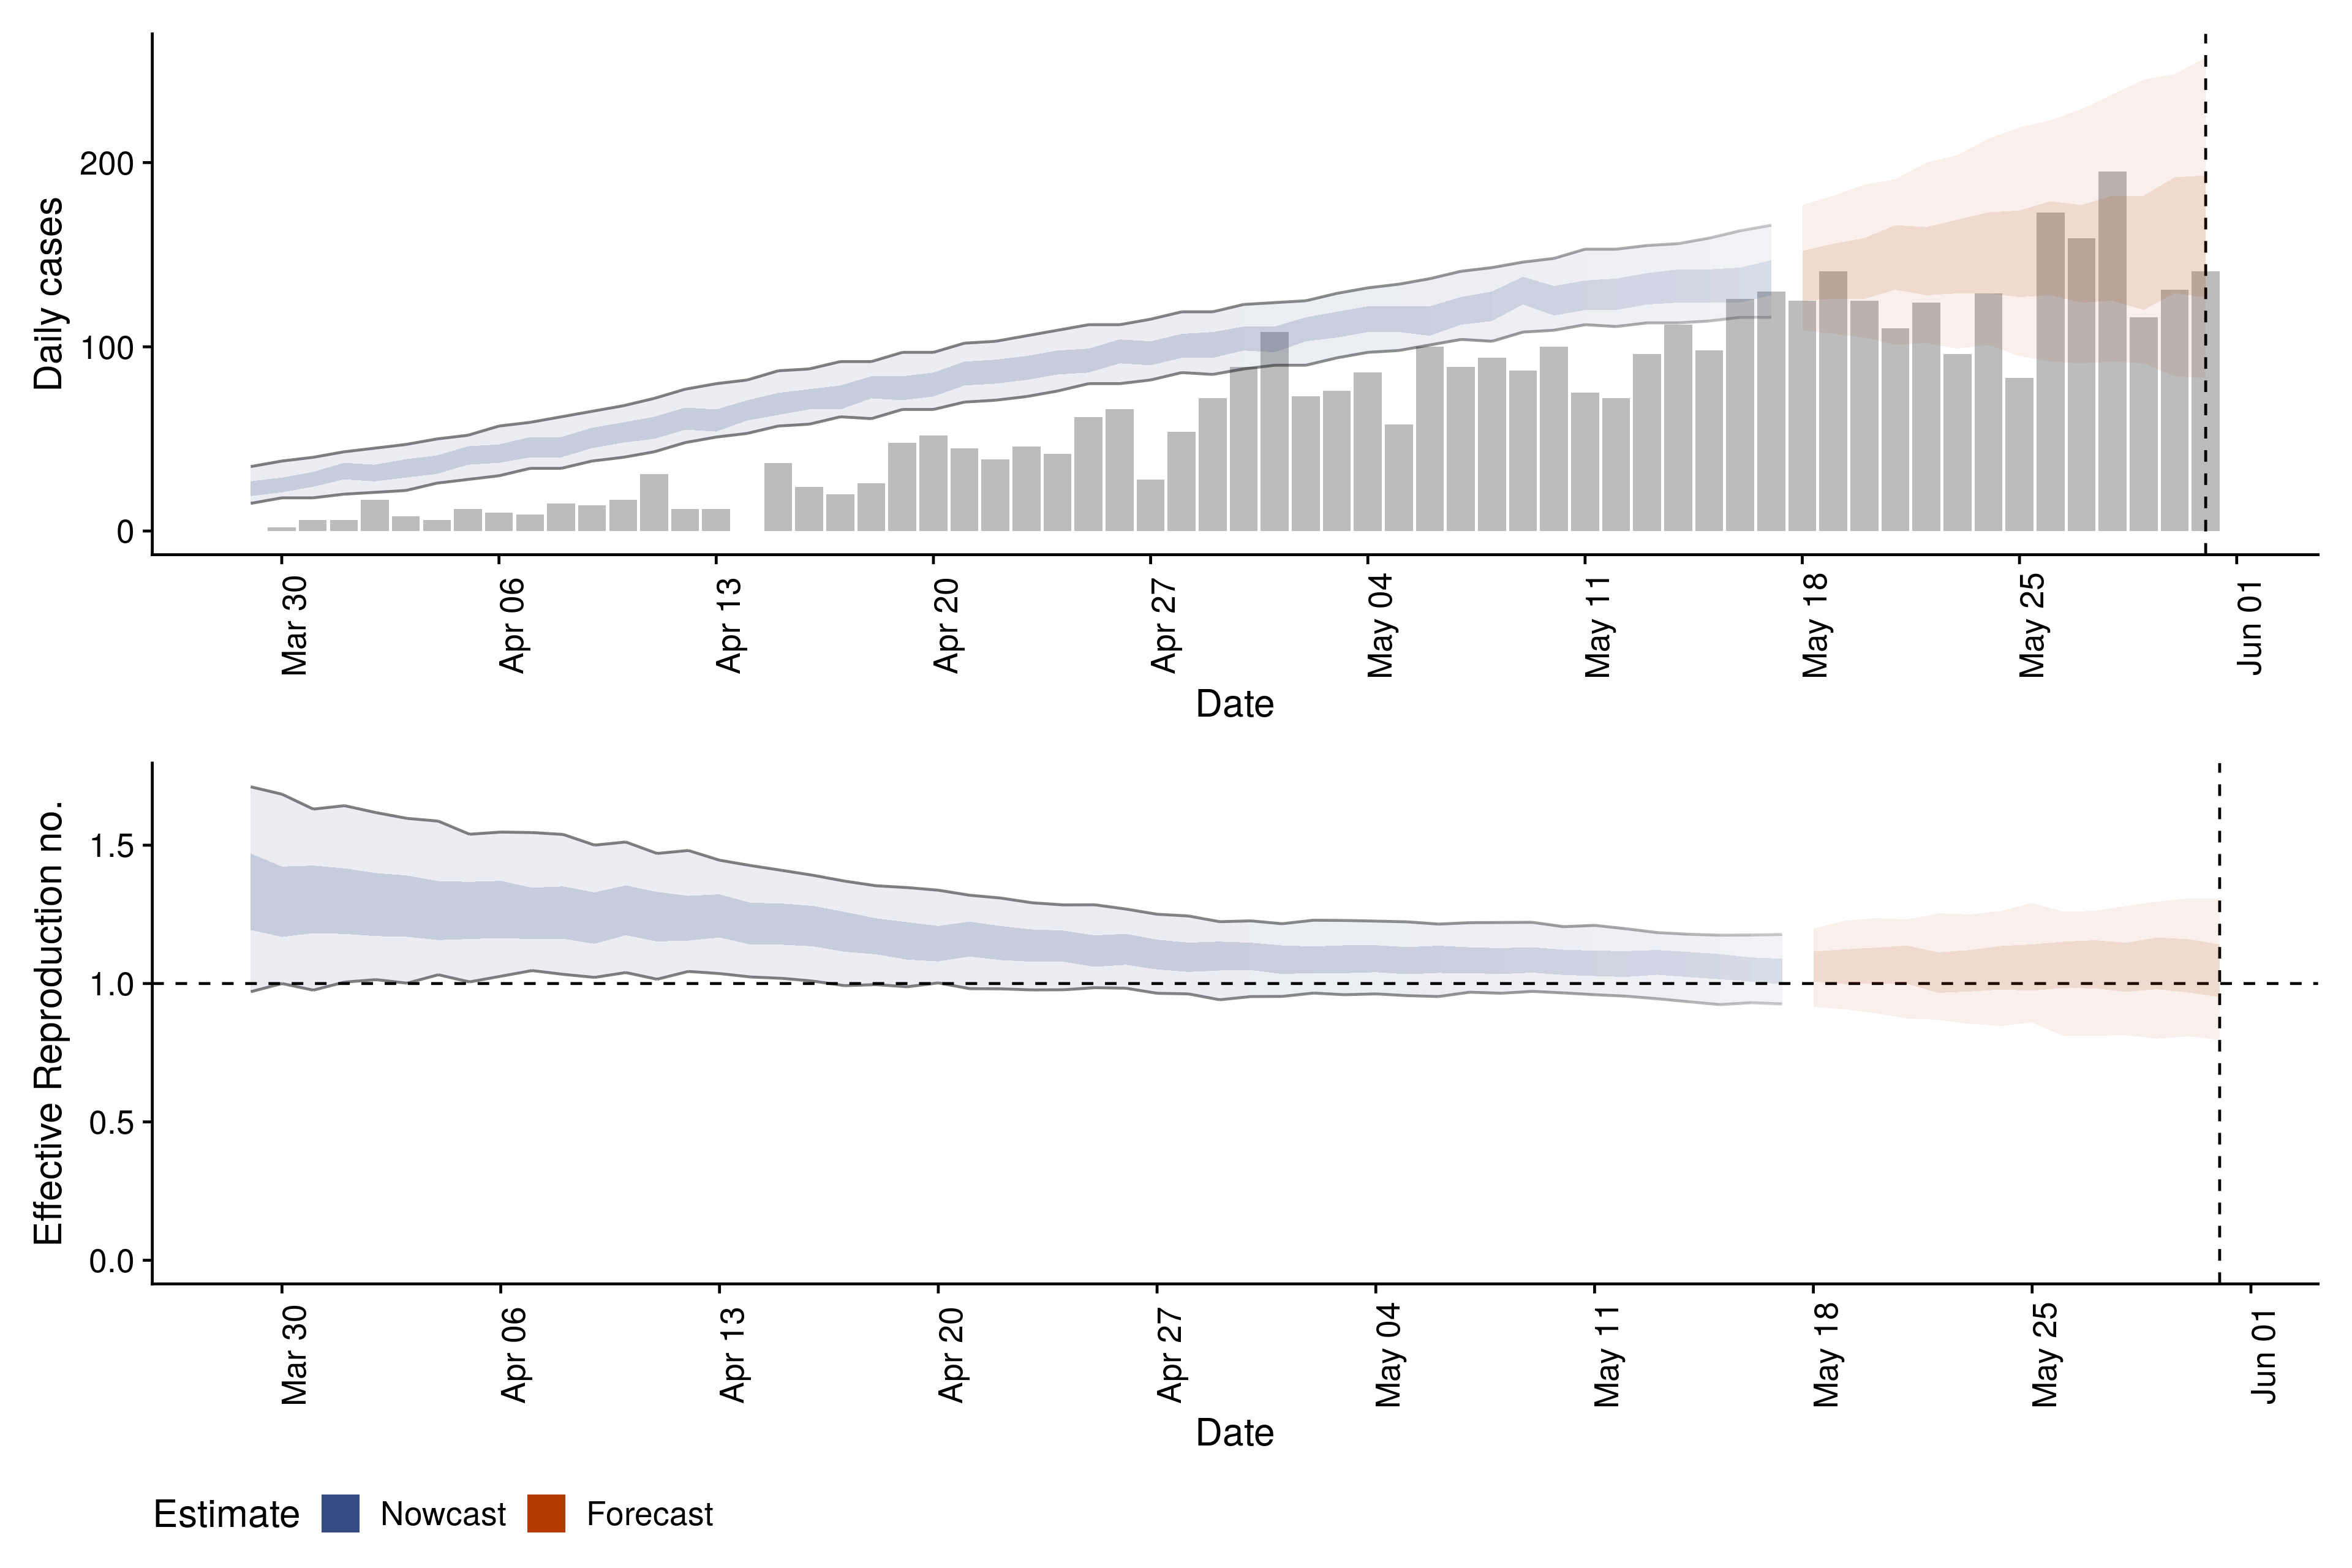 Daily cases
200
100
0
Mar 30
Apr 06
Apr 13
Apr 20
Apr 27
May 04
May 11
May 18
May 25
Jun 01
Date
Effective Reproduction no.
1.5
1.0
0.5
0.0
Mar 30
Apr 06
Apr 13
Apr 20
Apr 27
May 04
May 11
May 18
May 25
Jun 01
Date
Estimate Nowcast Forecast